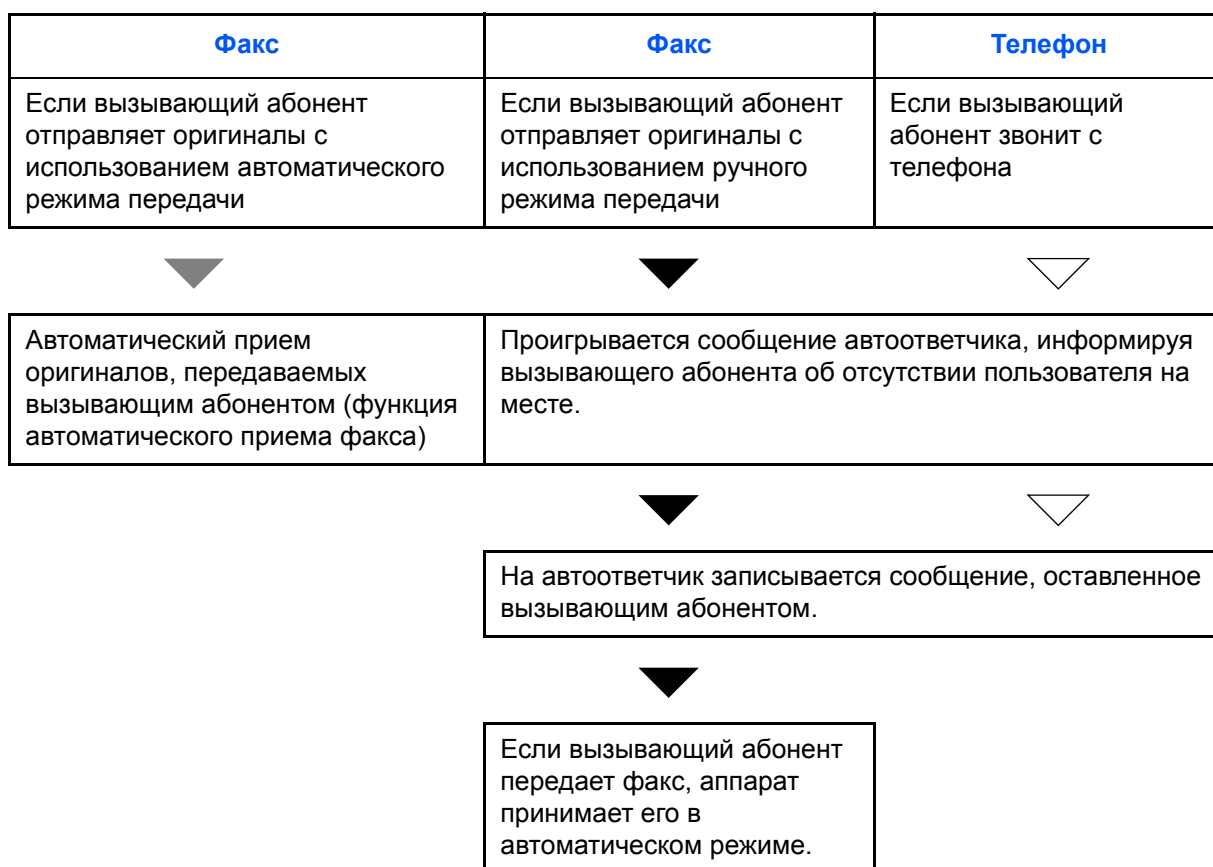 Факс
Факс
Телефон
Если вызывающий абонент
отправляет оригиналы с
использованием автоматического
режима передачи
Если вызывающий абонент
отправляет оригиналы с
использованием ручного
режима передачи
Если вызывающий
абонент звонит с
телефона
Автоматический прием
оригиналов, передаваемых
вызывающим абонентом (функция
автоматического приема факса)
Проигрывается сообщение автоответчика, информируя
вызывающего абонента об отсутствии пользователя на
месте.
На автоответчик записывается сообщение, оставленное
вызывающим абонентом.
Если вызывающий абонент
передает факс, аппарат
принимает его в
автоматическом режиме.